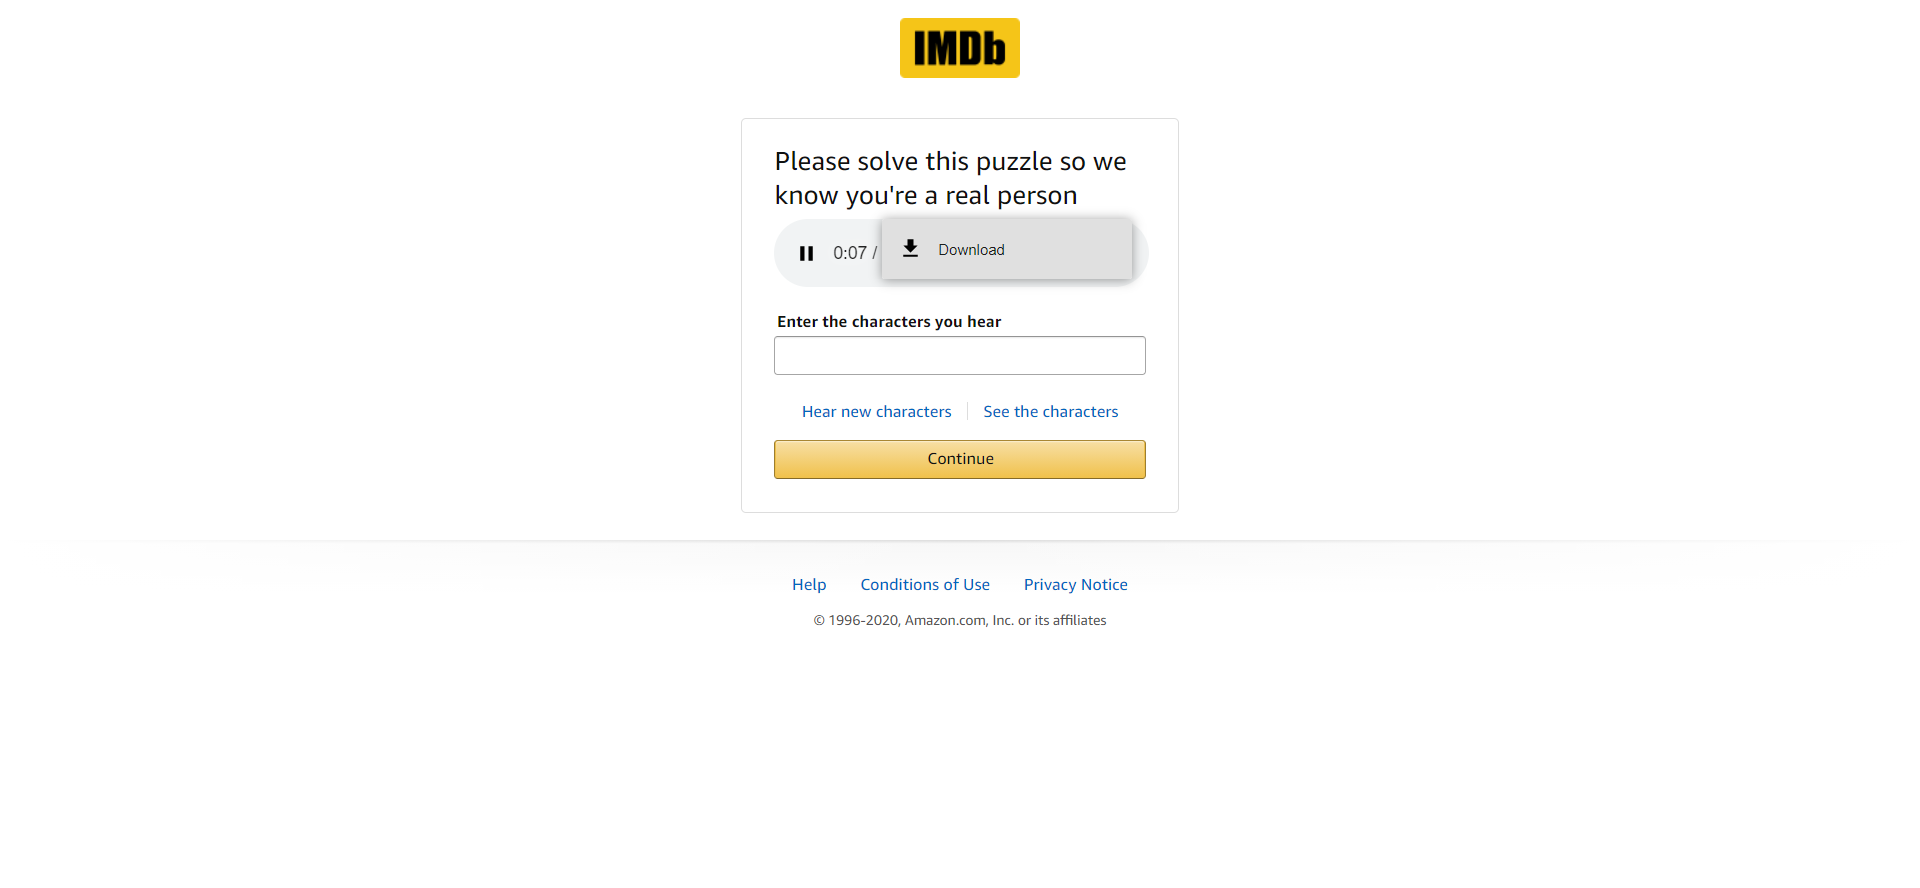 IMDb
Please solve this puzzle so we
know you're a real person
0:07 /
Download
Enter the characters you hear
Hear new characters
See the characters
Continue
Help Conditions of Use Privacy Notice
© 1996-2020, Amazon.com, Inc. or its affiliates